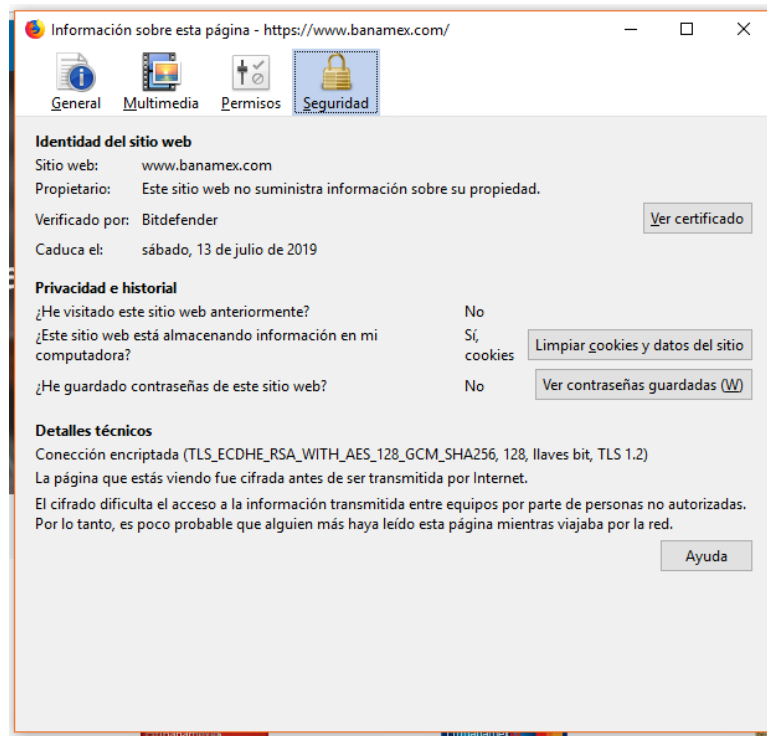 Información sobre esta página - https://www.banamex.com/
General Multimedia Permisos Seguridad
Identidad del sitio web
Sitio web: www.banamex.com
Propietario: Este sitio web no suministra información sobre su propiedad.
Verificado por: Bitdefender Ver certificado
Caduca el: sábado, 13 de julio de 2019
Privacidad e historial
¿He visitado este sitio web anteriormente? No
¿Este sitio web está almacenando información en mi computadora? Sí, cookies Limpiar cookies y datos del sitio
¿He guardado contraseñas de este sitio web? No Ver contraseñas guardadas (W)
Detalles técnicos
Conección encriptada (TLS_ECDHE_RSA_WITH_AES_128_GCM_SHA256, 128, llaves bit, TLS 1.2)
La página que estás viendo fue cifrada antes de ser transmitida por Internet.
El cifrado dificulta el acceso a la información transmitida entre equipos por parte de personas no autorizadas.
Por lo tanto, es poco probable que alguien más haya leído esta página mientras viajaba por la red.
Ayuda